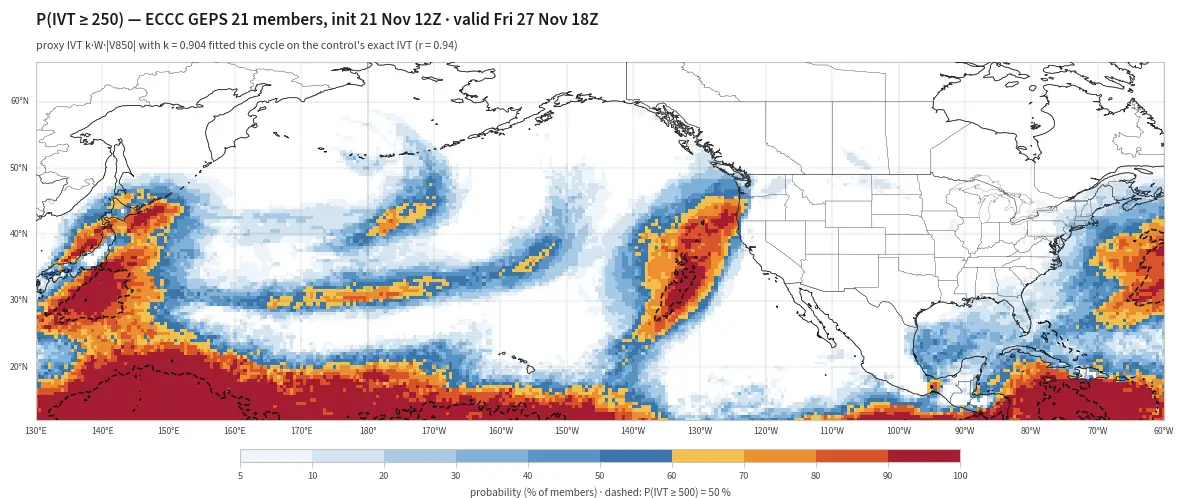 P(IVT ≥ 250) — ECCC GEPS 21 members, init 21 Nov 12Z · valid Fri 27 Nov 18Z
proxy IVT k·W·|V850| with k = 0.904 fitted this cycle on the control's exact IVT (r = 0.94)
60°N
50°N
40°N
30°N
20°N
130°E 140°E 150°E 160°E 170°E 180° 170°W 160°W 150°W 140°W 130°W 120°W 110°W 100°W 90°W 80°W 70°W 60°W
5 10 20 30 40 50 60 70 80 90 100
probability (% of members) · dashed: P(IVT ≥ 500) = 50 %